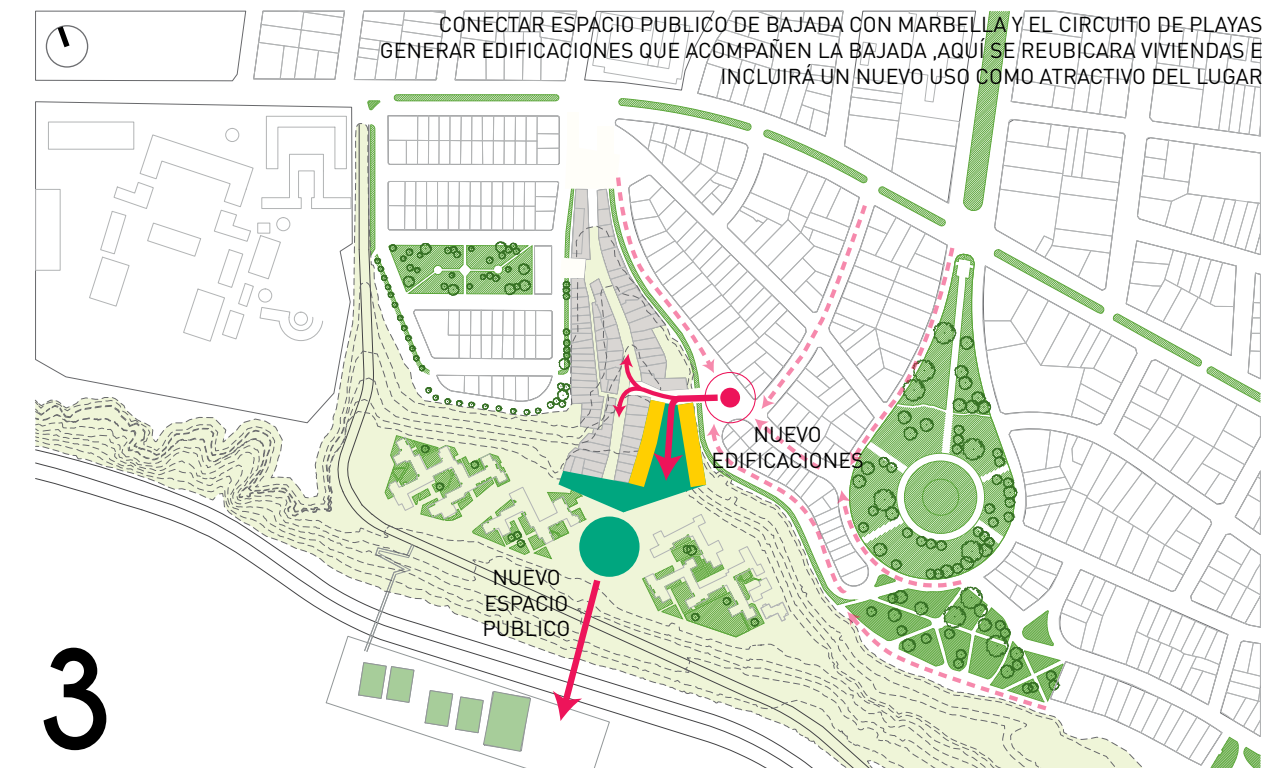 CONECTAR ESPACIO PUBLICO DE BAJADA CON MARBELLA Y EL CIRCUITO DE PLAYAS
GENERAR EDIFICACIONES QUE ACOMPAÑEN LA BAJADA ,AQUÍ SE REUBICARA VIVIENDAS E
INCLUIRÁ UN NUEVO USO COMO ATRACTIVO DEL LUGAR
NUEVO
EDIFICACIONES
NUEVO
ESPACIO
PUBLICO
3